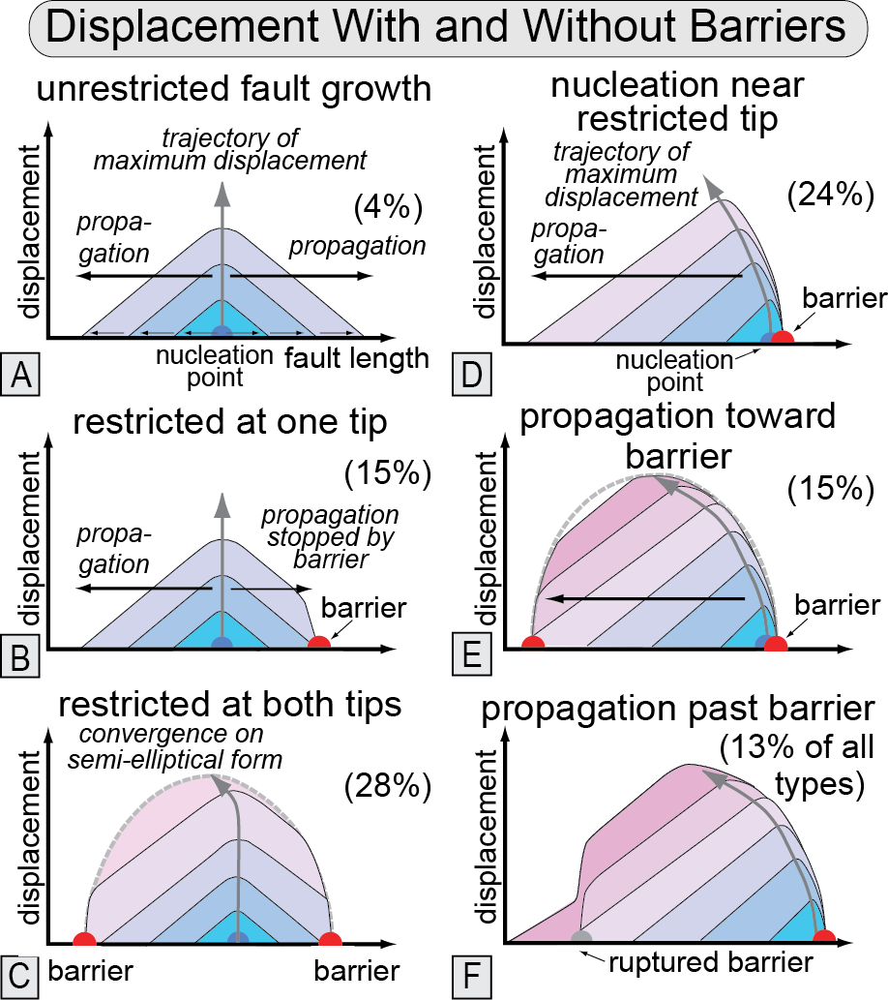 Displacement With and Without Barriers
unrestricted fault growth
displacement
trajectory of
maximum displacement
(4%)
propa-
gation
propagation
nucleation
point
fault length
A
restricted at one tip
displacement
(15%)
propa-
gation
propagation
stopped by
barrier
barrier
B
restricted at both tips
convergence on
semi-elliptical form
displacement
(28%)
C
barrier
barrier
nucleation near
restricted tip
displacement
trajectory of
maximum
displacement
(24%)
propa-
gation
barrier
nucleation
point
D
propagation toward
barrier
displacement
(15%)
barrier
E
propagation past barrier
(13% of all
types)
displacement
F
ruptured barrier